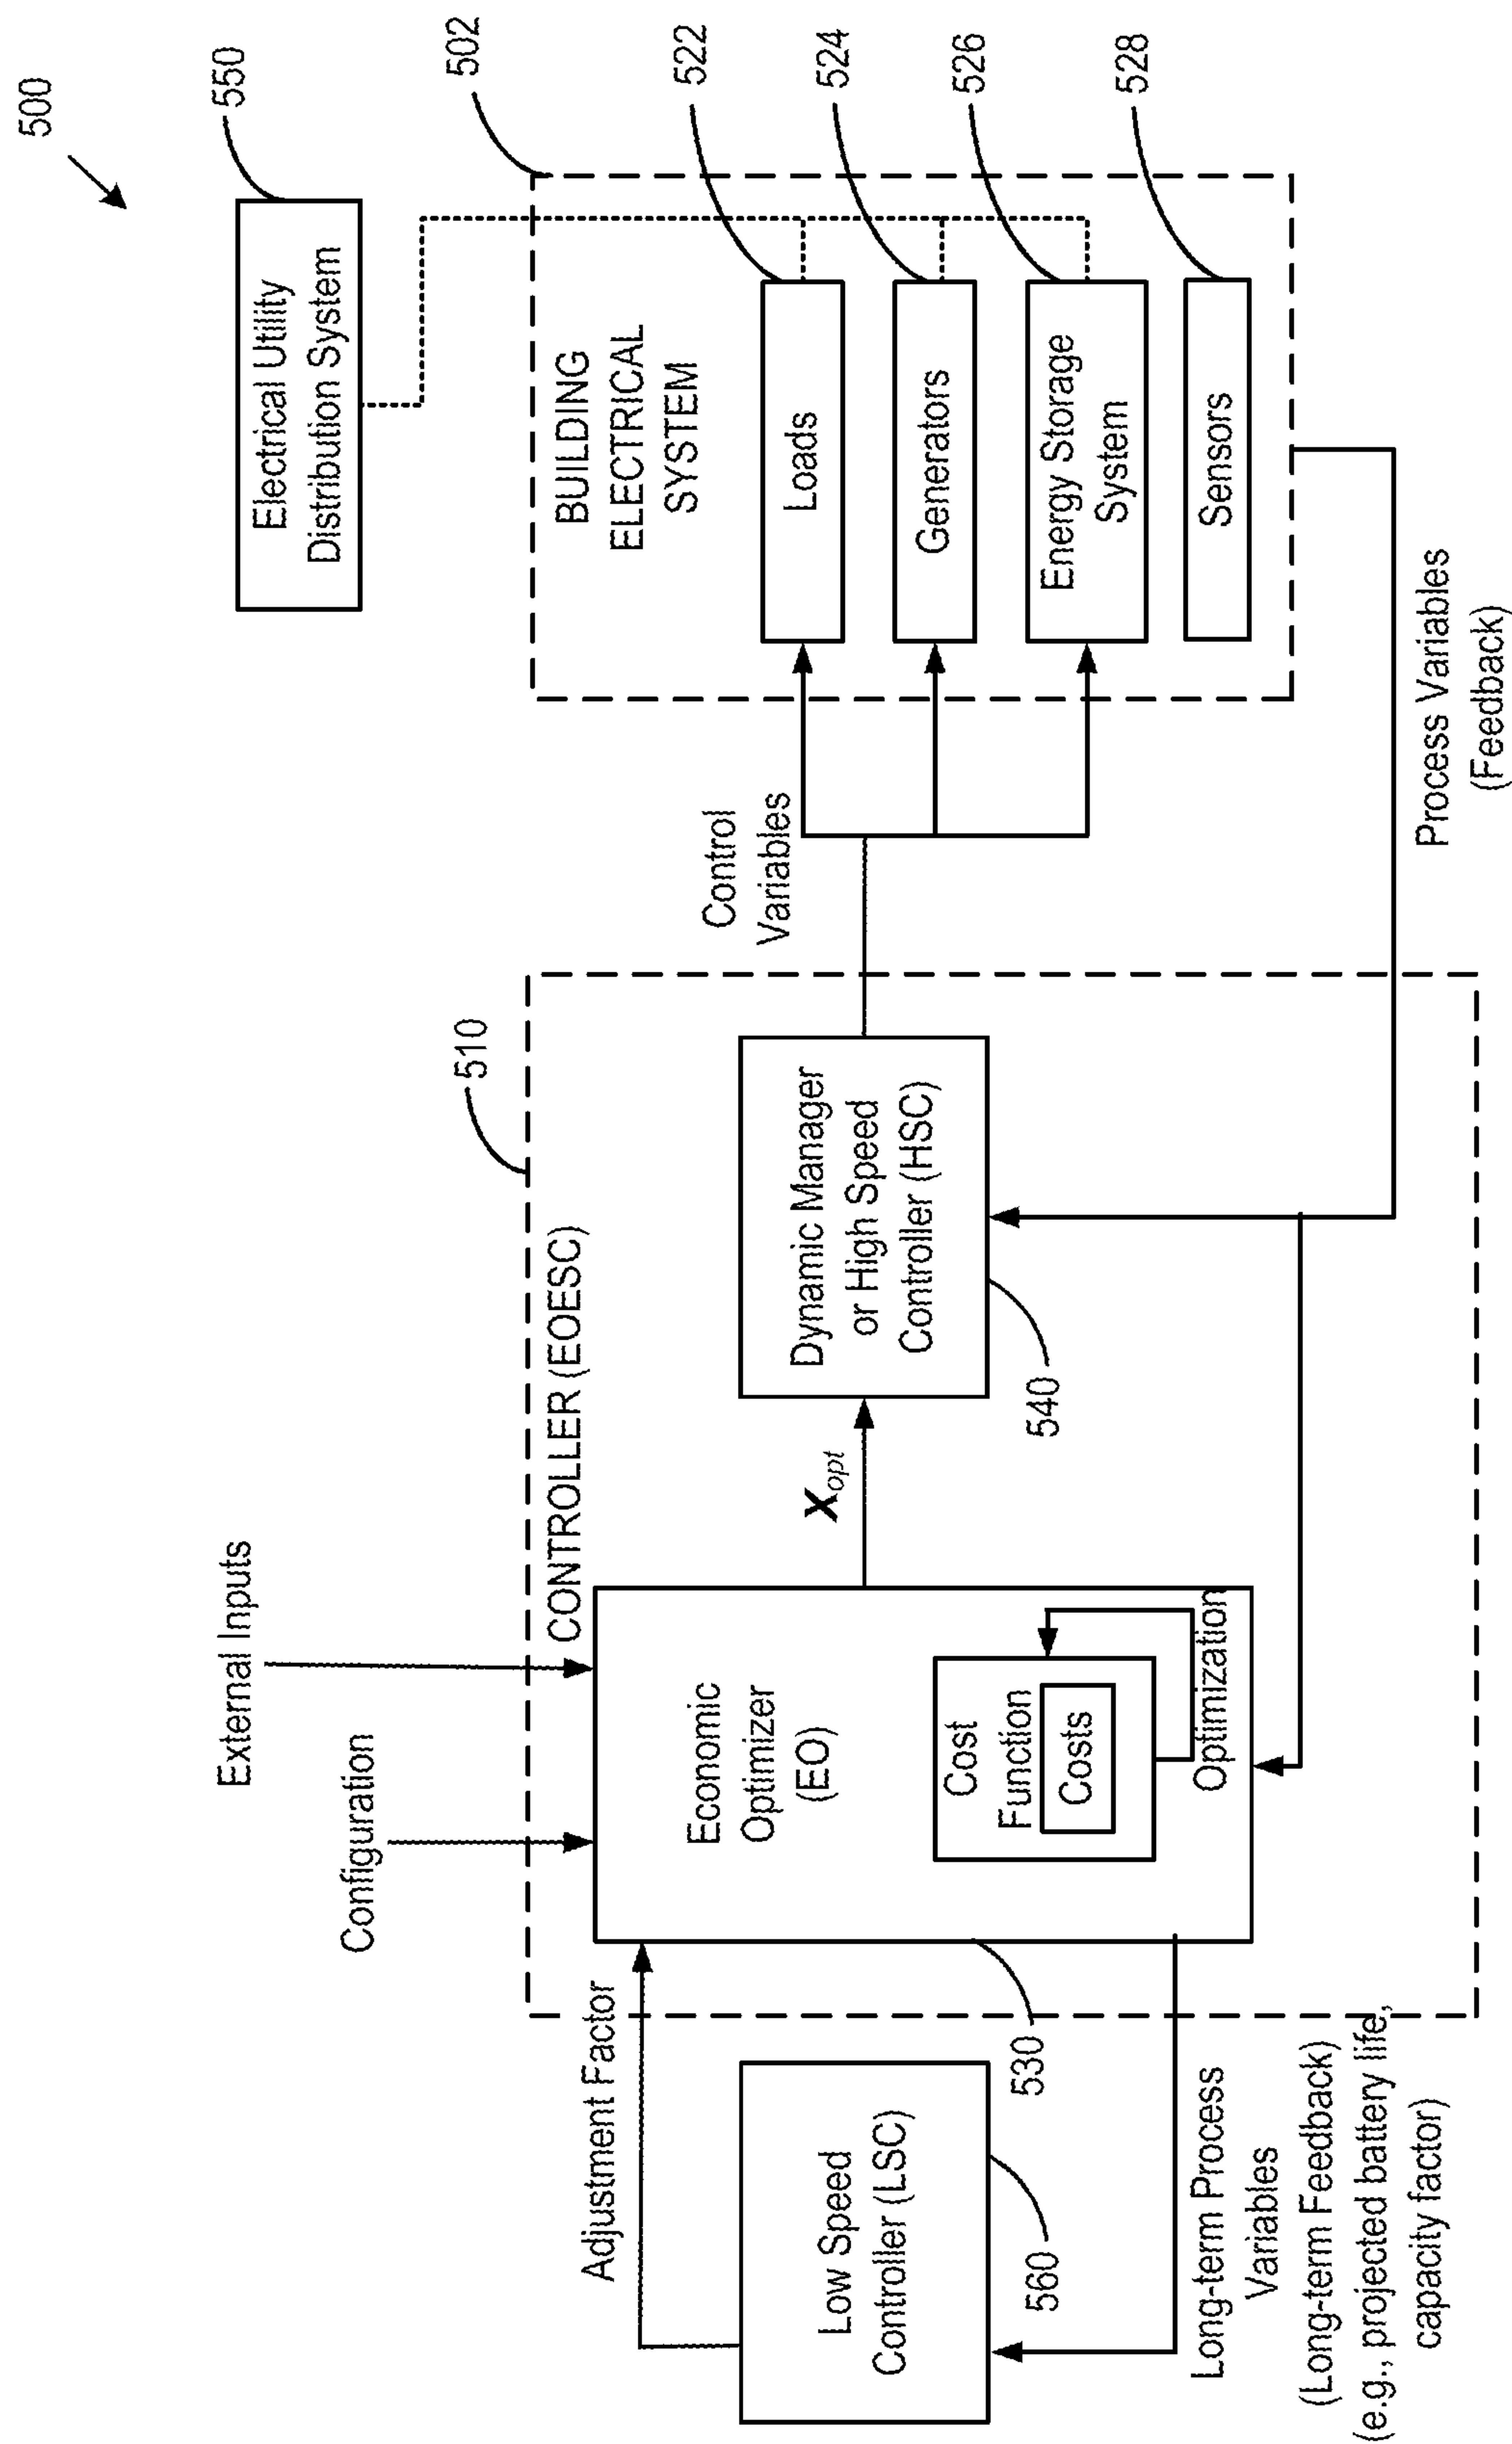 500
550
Electrical Utility
Distribution System
502
BUILDING
ELECTRICAL
SYSTEM
522
Loads
524
Generators
526
Energy Storage
System
528
Sensors
Control
Variables
Process Variables
(Feedback)
510
CONTROLLER (EOESC)
Dynamic Manager
or High Speed
Controller (HSC)
540
Xopt
External Inputs
Configuration
Economic
Optimizer
(EO)
Cost
Function
Costs
Optimization
530
Adjustment Factor
Low Speed
Controller (LSC)
560
Long-term Process
Variables
(Long-term Feedback)
(e.g., projected battery life,
capacity factor)